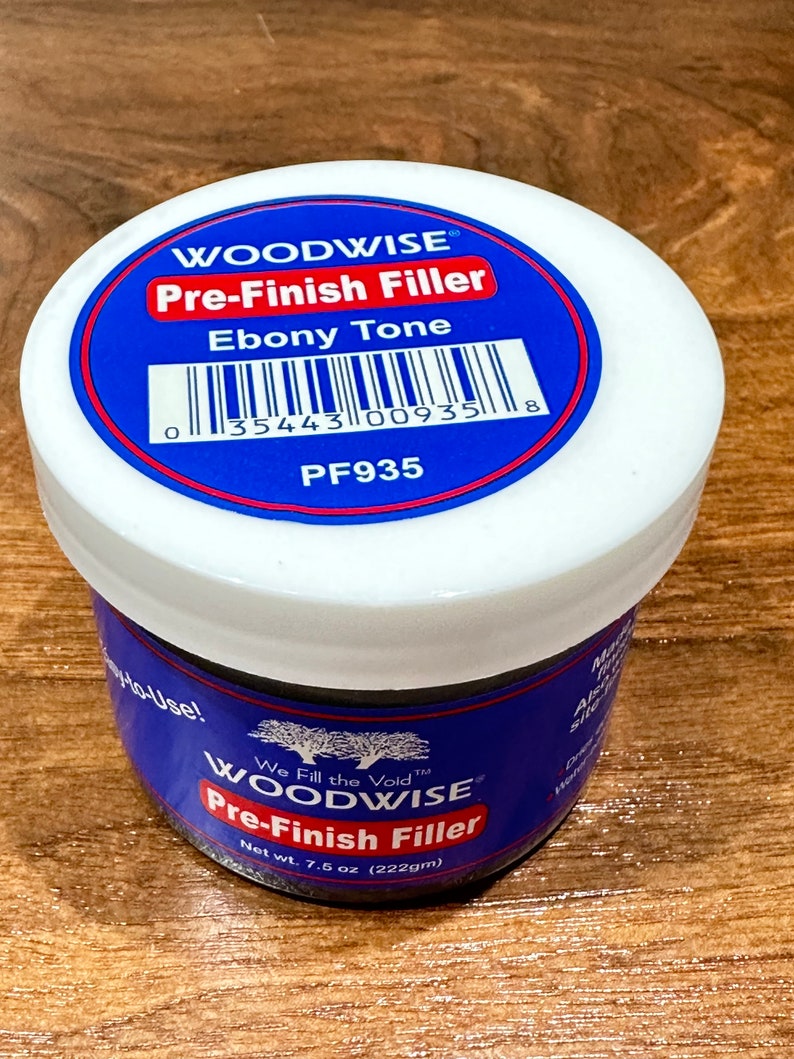 WOODWISE®
Pre-Finish Filler
Ebony Tone
0 35443 00935 8
PF935
-to-Use!
We Fill the Void™
WOODWISE®
Pre-Finish Filler
Net wt. 7.5 oz (222gm)
Also